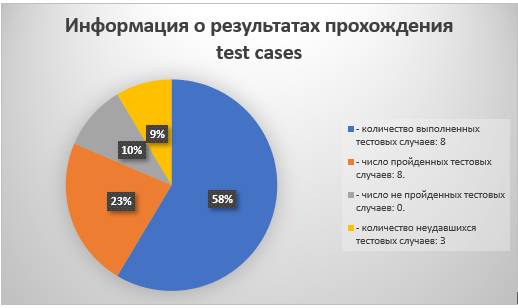 Информация о результатах прохождения
test cases
9%
10%
23%
58%
- количество выполненных
тестовых случаев: 8
- число пройденных тестовых
случаев: 8.
- число не пройденных тестовых
случаев: 0.
- количество неудавшихся
тестовых случаев: 3